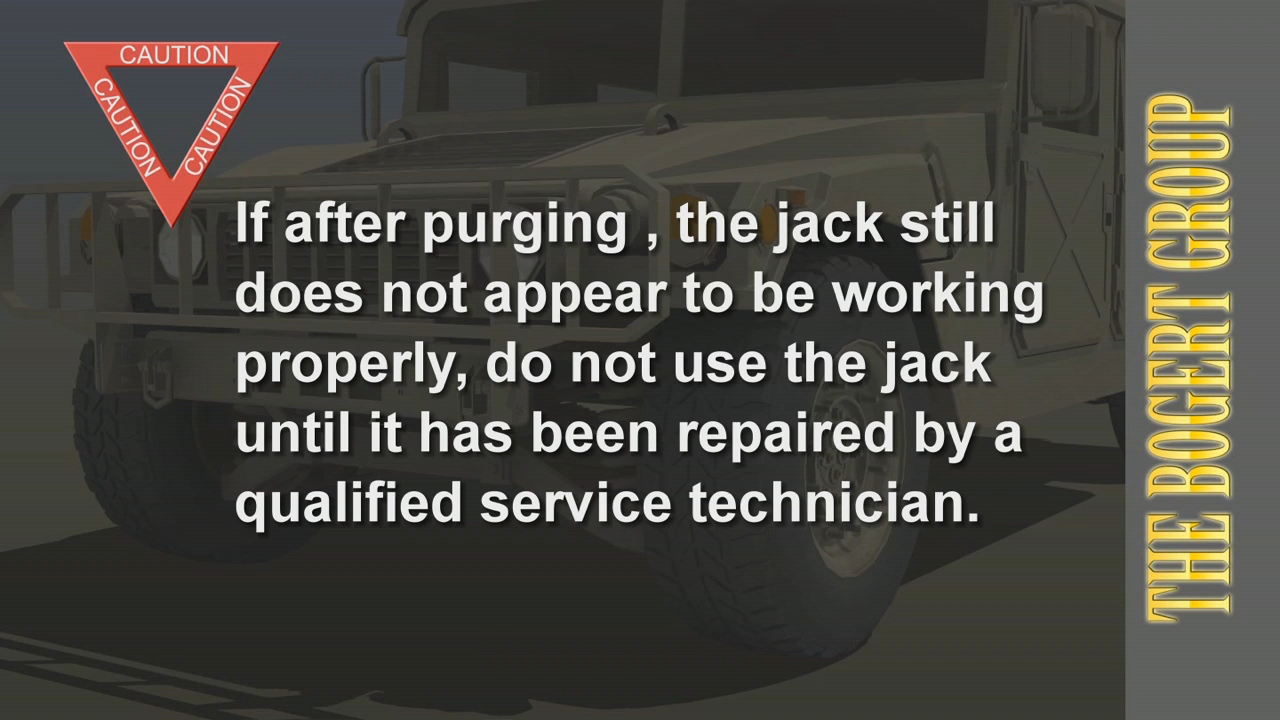 CAUTION
CAUTION
CAUTION
If after purging , the jack still
does not appear to be working
properly, do not use the jack
until it has been repaired by a
qualified service technician.
THE BOGERT GROUP